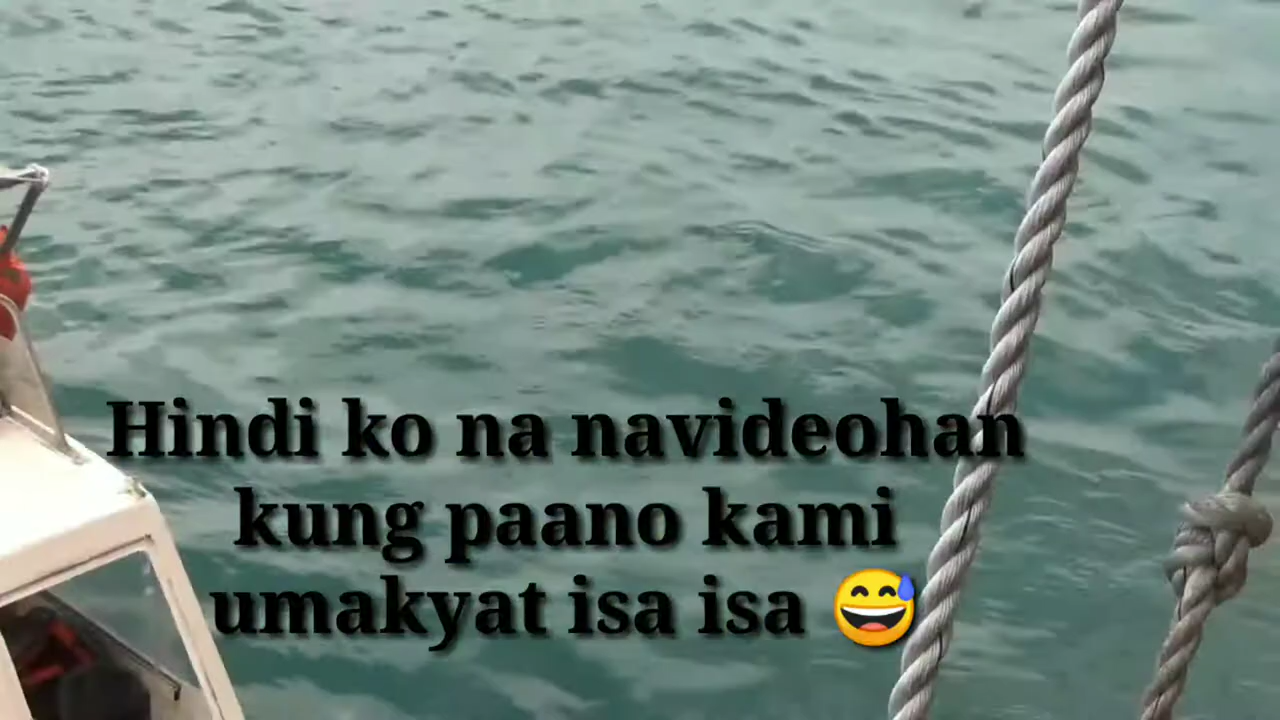 Hindi ko na navideohan
kung paano kami
umakyat isa isa 😅